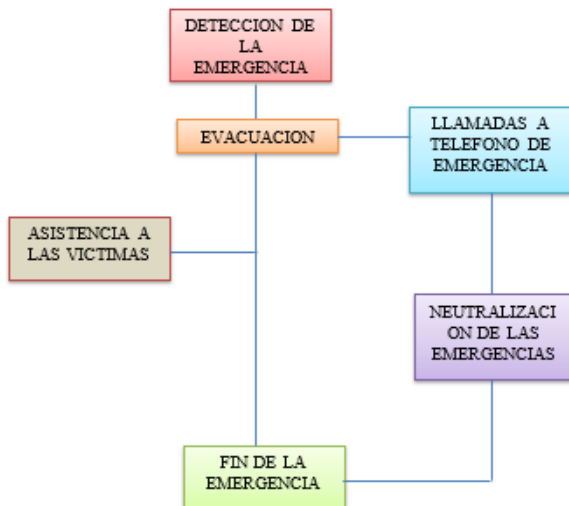 DETECCION DE
LA
EMERGENCIA
EVACUACION
LLAMADAS A
TELEFONO DE
EMERGENCIA
ASISTENCIA A
LAS VICTIMAS
NEUTRALIZACI
ON DE LAS
EMERGENCIAS
FIN DE LA
EMERGENCIA